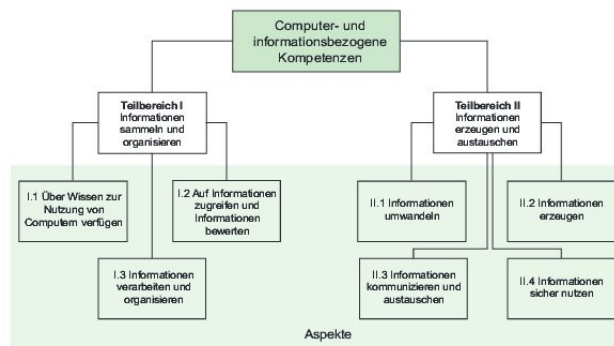 Computer- und
informationsbezogene
Kompetenzen
Teilbereich I
Informationen
sammeln und
organisieren
Teilbereich II
Informationen
erzeugen und
austauschen
I.1 Über Wissen zur
Nutzung von
Computern verfügen
I.2 Auf Informationen
zugreifen und
Informationen
bewerten
II.1 Informationen
umwandeln
II.2 Informationen
erzeugen
I.3 Informationen
verarbeiten und
organisieren
II.3 Informationen
kommunizieren und
austauschen
II.4 Informationen
sicher nutzen
Aspekte